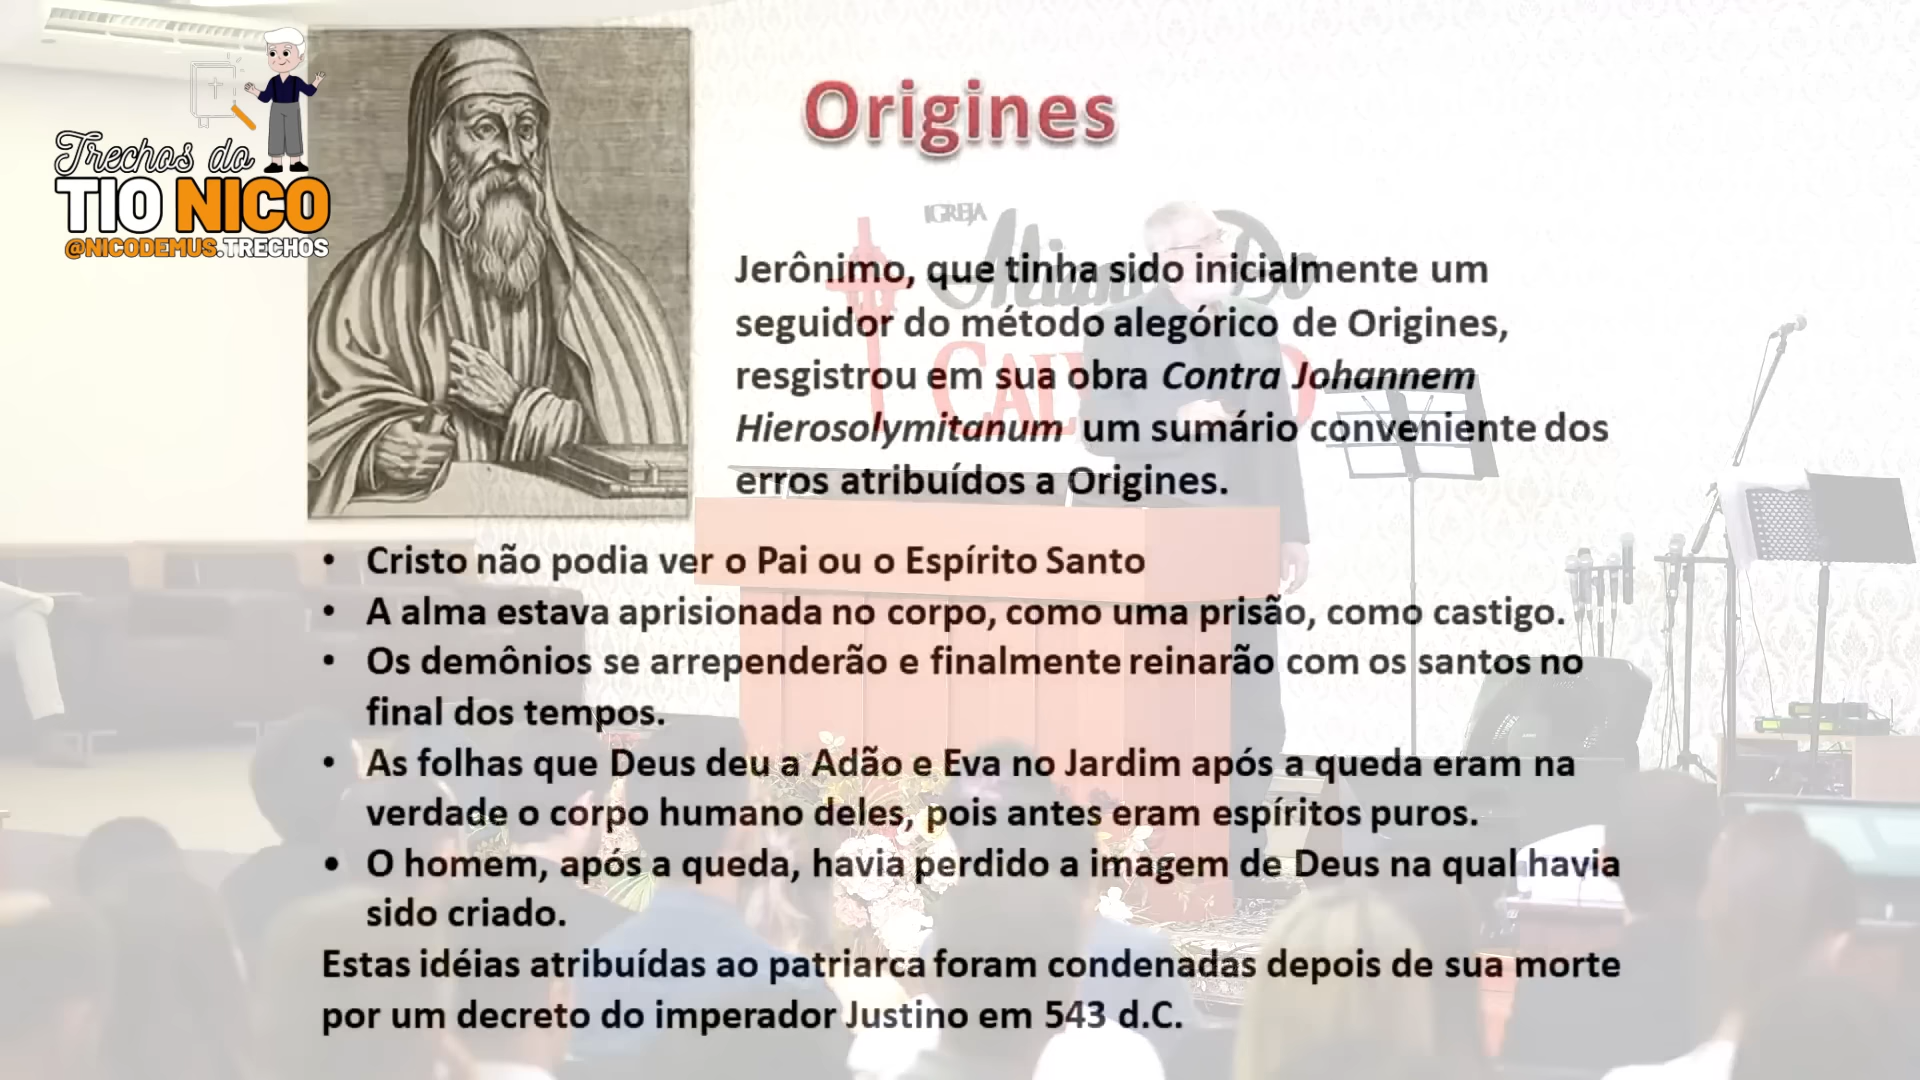 Trechos do
TIO NICO
@NICODEMUS.TRECHOS
Origines
IGREJA
Jerônimo, que tinha sido inicialmente um
seguidor do método alegórico de Origines,
resgistrou em sua obra Contra Johannem
Hierosolymitanum um sumário conveniente dos
erros atribuídos a Origines.
• Cristo não podia ver o Pai ou o Espírito Santo
• A alma estava aprisionada no corpo, como uma prisão, como castigo.
• Os demônios se arrependerão e finalmente reinarão com os santos no
final dos tempos.
• As folhas que Deus deu a Adão e Eva no Jardim após a queda eram na
verdade o corpo humano deles, pois antes eram espíritos puros.
• O homem, após a queda, havia perdido a imagem de Deus na qual havia
sido criado.
Estas idéias atribuídas ao patriarca foram condenadas depois de sua morte
por um decreto do imperador Justino em 543 d.C.